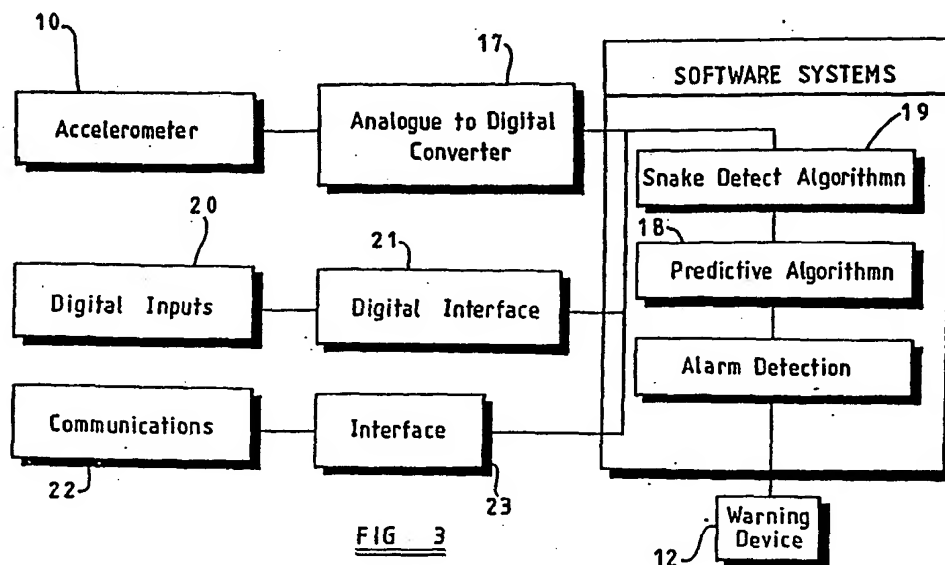 10
17
SOFTWARE SYSTEMS
Accelerometer
Analogue to Digital
Converter
19
Snake Detect Algorithmn
20
21
18
Predictive Algorithmn
Digital Inputs
Digital Interface
Alarm Detection
Communications
Interface
22
23
Warning
Device
12
FIG 3